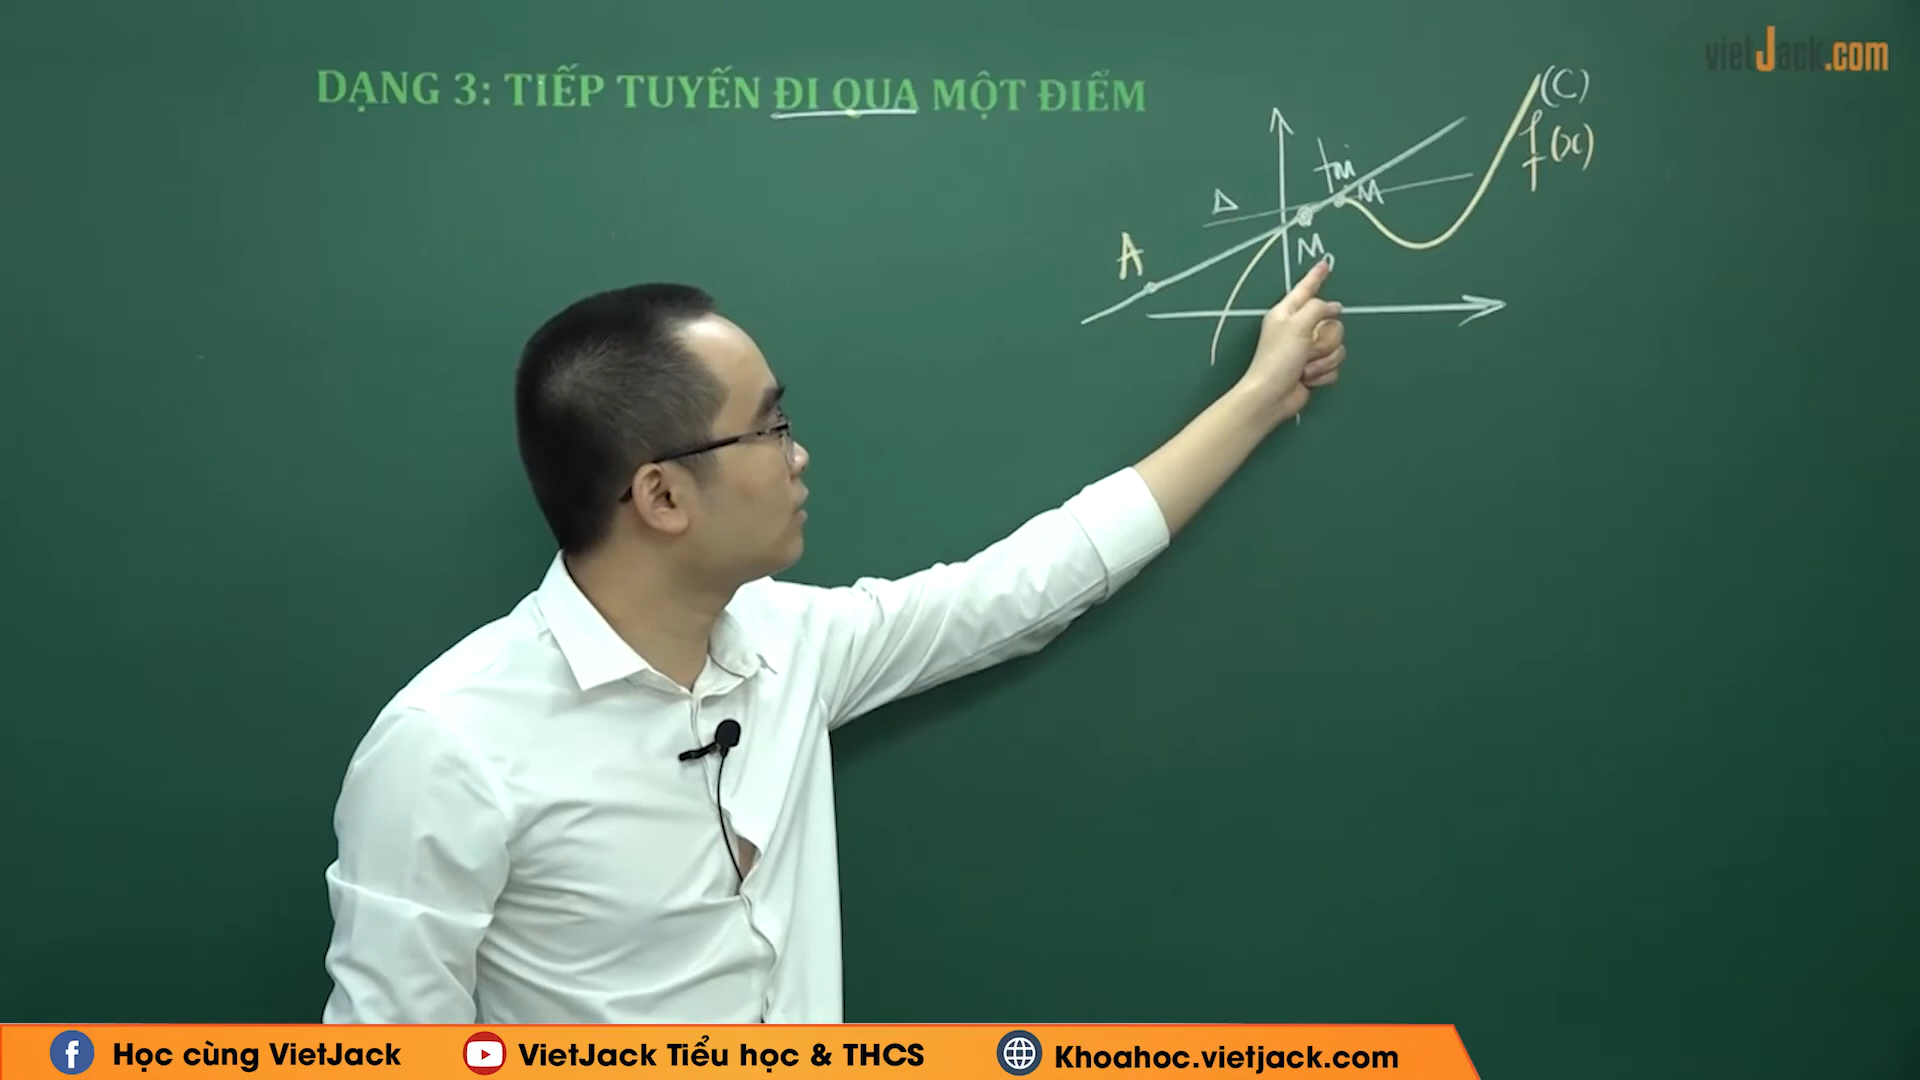 vietJack.com
DẠNG 3: TIẾP TUYẾN ĐI QUA MỘT ĐIỂM
(C)
f(x)
tại
M
Δ
A
M₀
Học cùng VietJack
VietJack Tiểu học & THCS
Khoahoc.vietjack.com